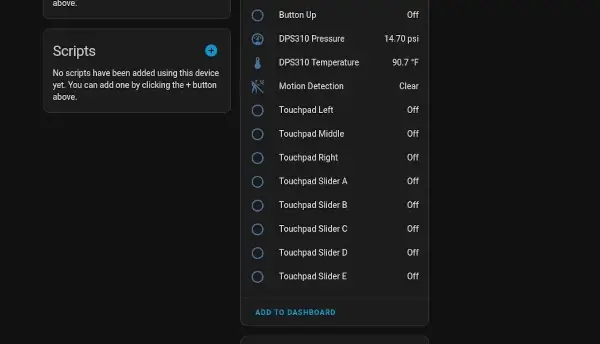 above.
Scripts
No scripts have been added using this device
yet. You can add one by clicking the + button
above.
Button Up Off
DPS310 Pressure 14.70 psi
DPS310 Temperature 90.7 °F
Motion Detection Clear
Touchpad Left Off
Touchpad Middle Off
Touchpad Right Off
Touchpad Slider A Off
Touchpad Slider B Off
Touchpad Slider C Off
Touchpad Slider D Off
Touchpad Slider E Off
ADD TO DASHBOARD